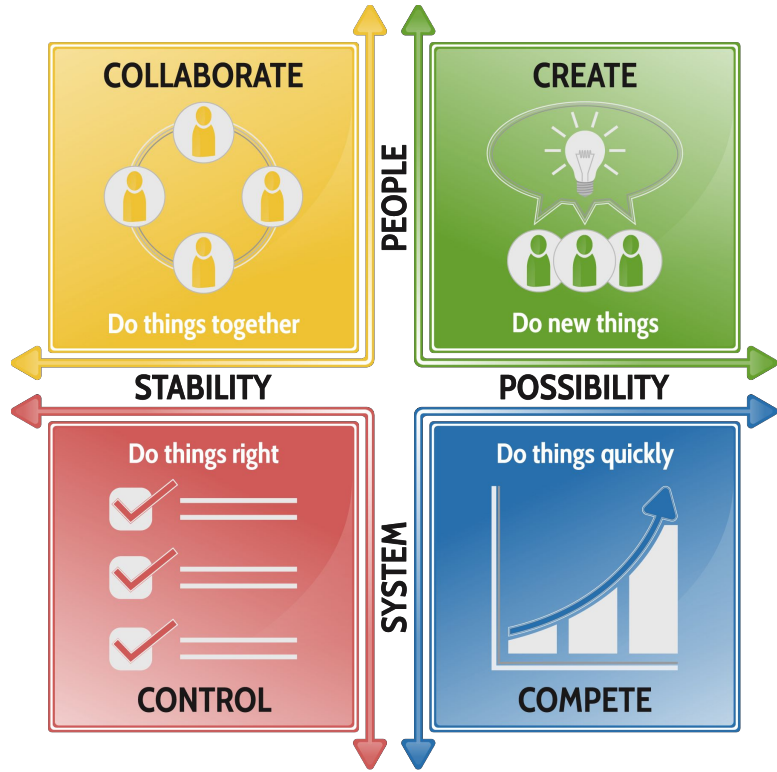 COLLABORATE
Do things together
CREATE
Do new things
PEOPLE
STABILITY
POSSIBILITY
Do things right
CONTROL
Do things quickly
COMPETE
SYSTEM